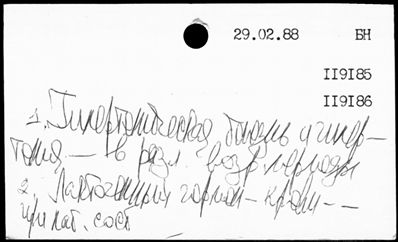 29.02.88 БН
II9I85
II9I86
1. Гипертоническая болезнь и гипер-
тония — в разл. возр. периоды
2. Лактогенный гормон — кровь —
при пат. сост.